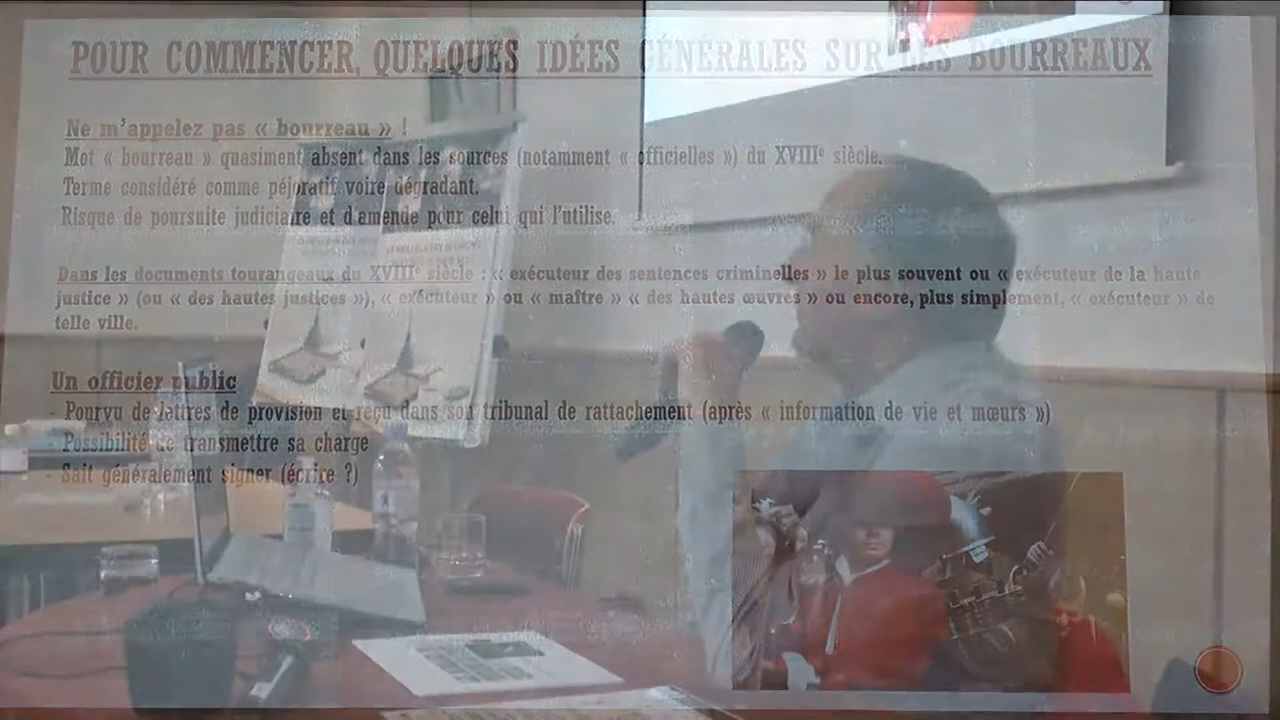 POUR COMMENCER, QUELQUES IDÉES GÉNÉRALES SUR LES BOURREAUX
Ne m'appelez pas « bourreau » !
Mot « bourreau » quasiment absent dans les sources (notamment « officielles ») du XVIIIe siècle.
Terme considéré comme péjoratif voire dégradant.
Risque de poursuite judiciaire et d'amende pour celui qui l'utilise.
Dans les documents tourangeaux du XVIIIe siècle : « exécuteur des sentences criminelles » le plus souvent ou « exécuteur de la haute
justice » (ou « des hautes justices »), « exécuteur » ou « maître » « des hautes œuvres » ou encore, plus simplement, « exécuteur » de
telle ville.
Un officier public
- Pourvu de lettres de provision et reçu dans son tribunal de rattachement (après « information de vie et mœurs »)
- Possibilité de transmettre sa charge
- Sait généralement signer (écrire ?)